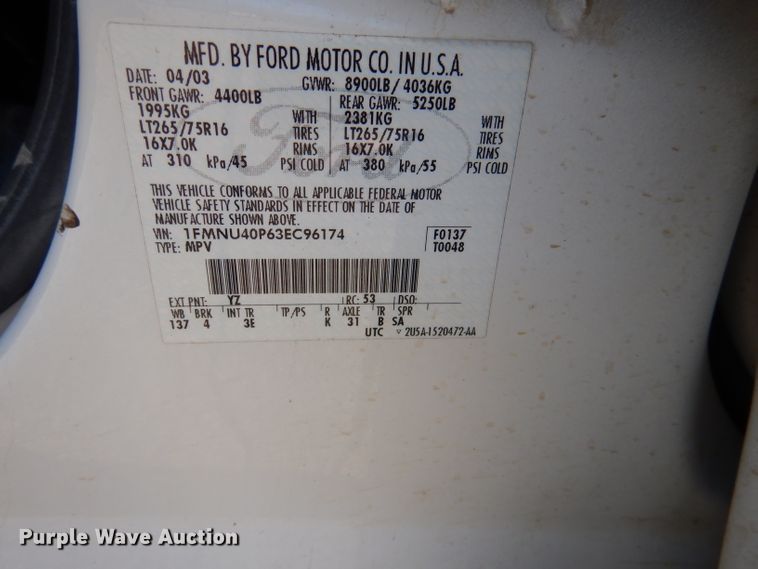 MFD. BY FORD MOTOR CO. IN U.S.A.
DATE: 04/03 GVWR: 8900LB/ 4036KG
FRONT GAWR: 4400LB REAR GAWR: 5250LB
1995KG WITH 2381KG WITH
LT265/75R16 TIRES LT265/75R16 TIRES
16X7.0K RIMS 16X7.0K RIMS
AT 310 kPa/45 PSI COLD AT 380 kPa/55 PSI COLD
Ford
THIS VEHICLE CONFORMS TO ALL APPLICABLE FEDERAL MOTOR
VEHICLE SAFETY STANDARDS IN EFFECT ON THE DATE OF
MANUFACTURE SHOWN ABOVE.
VIN: 1FMNU40P63EC96174 F0137
TYPE: MPV T0048
EXT PNT: YZ RC: 53 DSO:
WB BRK INT TR TP/PS R AXLE TR SPR
137 4 3E K 31 B SA
UTC 2U5A-1520472-AA
Purple Wave Auction